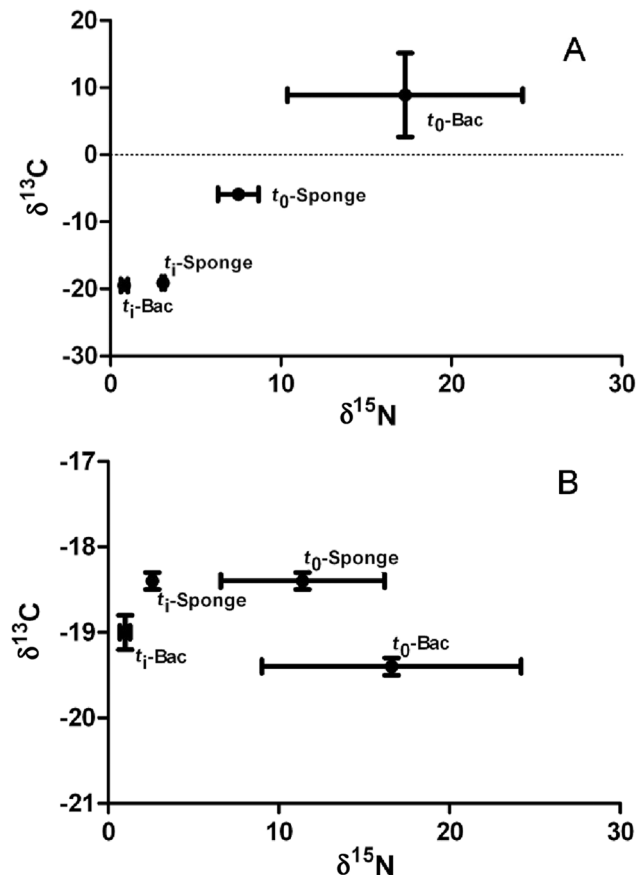 A
20
10
0
-10
-20
-30
δ13C
t0-Bac
t0-Sponge
ti-Sponge
ti-Bac
0 10 20 30
δ15N
B
-17
-18
-19
-20
-21
δ13C
t0-Sponge
ti-Sponge
ti-Bac
t0-Bac
0 10 20 30
δ15N